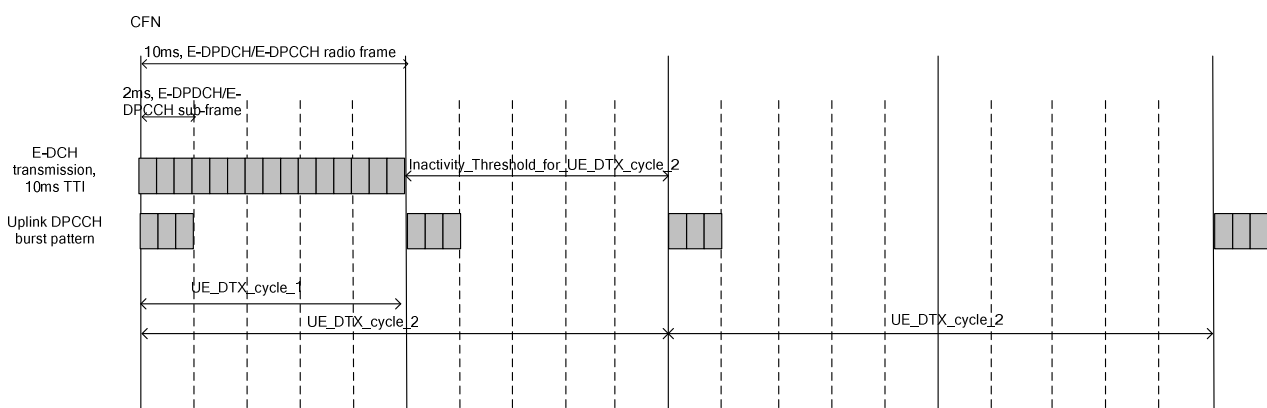 CFN
10ms, E-DPDCH/E-DPCCH radio frame
2ms, E-DPDCH/E-
DPCCH sub-frame
E-DCH
transmission,
10ms TTI
Inactivity_Threshold_for_UE_DTX_cycle_2
Uplink DPCCH
burst pattern
UE_DTX_cycle_1
UE_DTX_cycle_2
UE_DTX_cycle_2